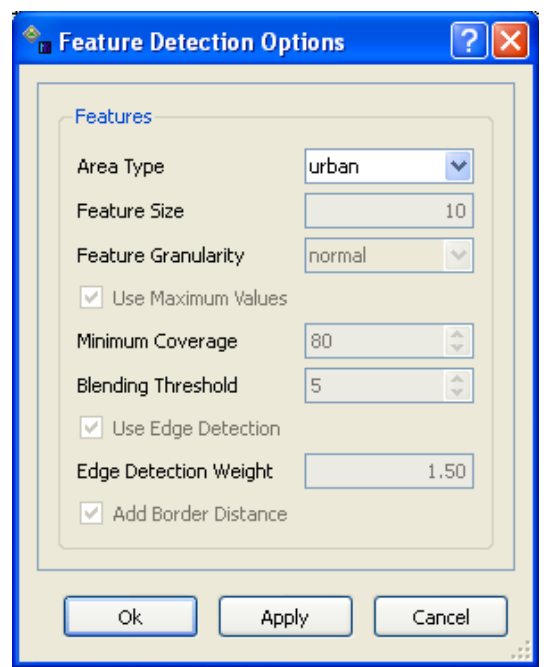 Feature Detection Options
Features
Area Type urban
Feature Size 10
Feature Granularity normal
Use Maximum Values
Minimum Coverage 80
Blending Threshold 5
Use Edge Detection
Edge Detection Weight 1.50
Add Border Distance
Ok Apply Cancel